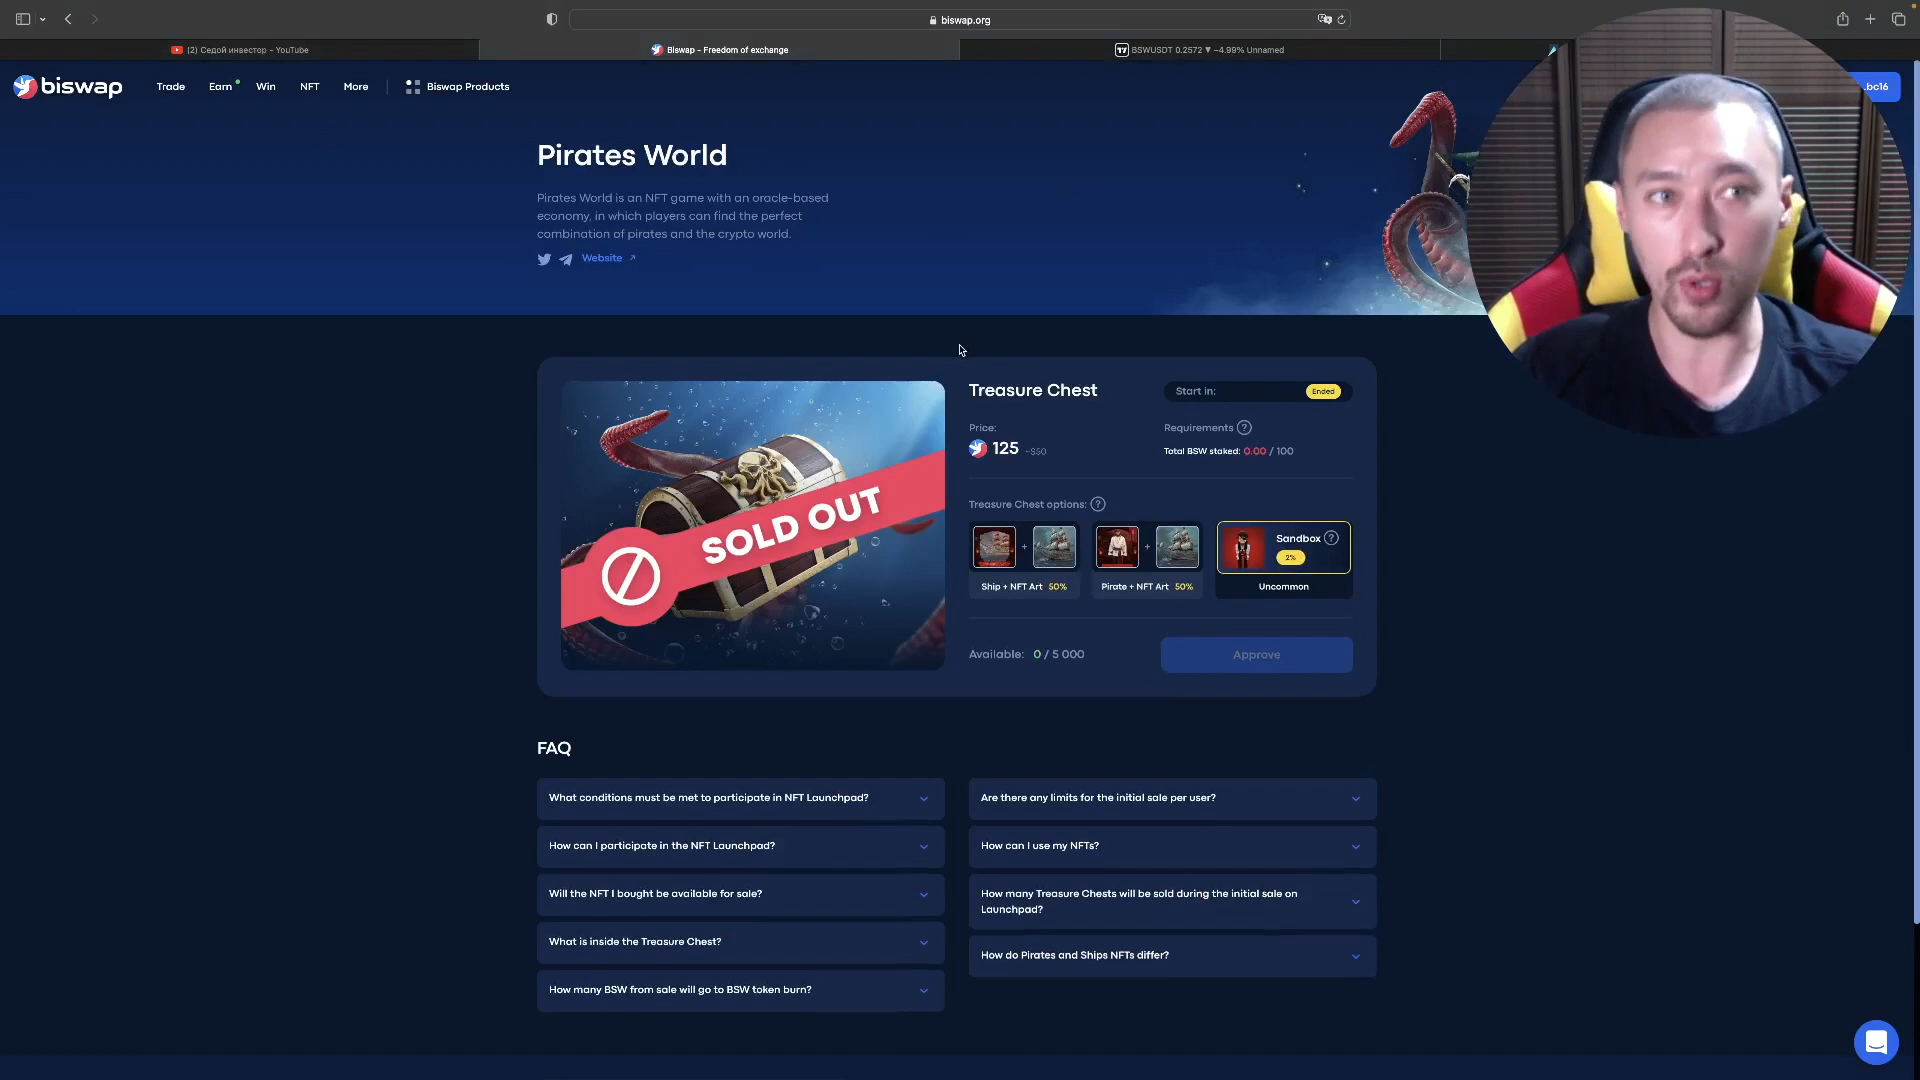 biswap.org
(2) Седой инвестор - YouTube
Biswap - Freedom of exchange
BSWUSDT 0.2572 ▼ −4.99% Unnamed
biswap
Trade
Earn
Win
NFT
More
Biswap Products
.bc16
Pirates World
Pirates World is an NFT game with an oracle-based
economy, in which players can find the perfect
combination of pirates and the crypto world.
Website
SOLD OUT
Treasure Chest
Start in:
Ended
Price:
125 ~$50
Requirements ?
Total BSW staked: 0.00 / 100
Treasure Chest options: ?
Ship + NFT Art 50%
Pirate + NFT Art 50%
Sandbox ?
2%
Uncommon
Available: 0 / 5 000
Approve
FAQ
What conditions must be met to participate in NFT Launchpad?
How can I participate in the NFT Launchpad?
Will the NFT I bought be available for sale?
What is inside the Treasure Chest?
How many BSW from sale will go to BSW token burn?
Are there any limits for the initial sale per user?
How can I use my NFTs?
How many Treasure Chests will be sold during the initial sale on
Launchpad?
How do Pirates and Ships NFTs differ?